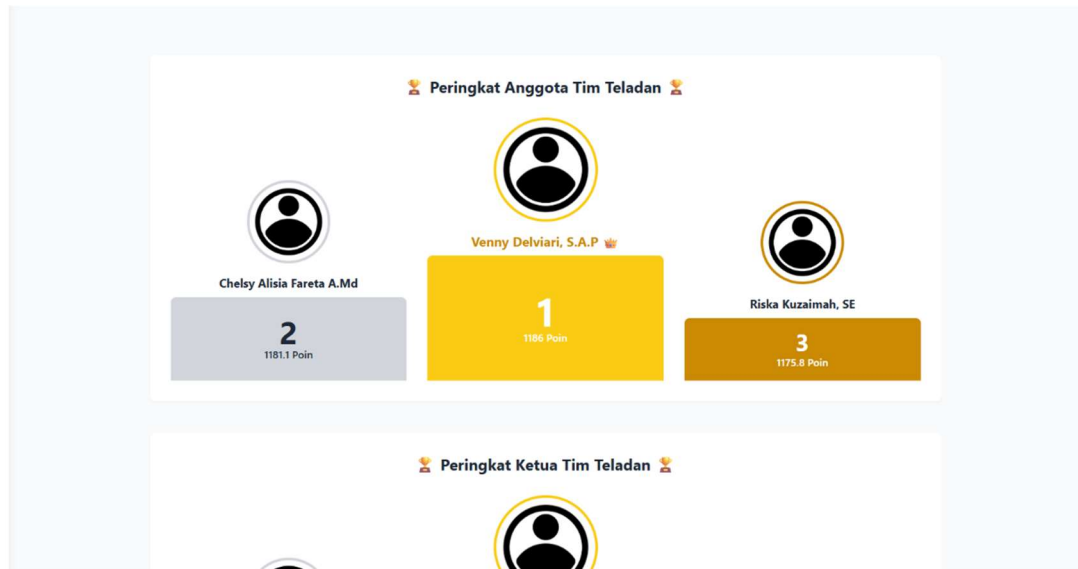 🏆 Peringkat Anggota Tim Teladan 🏆
Venny Delviari, S.A.P 👑
Chelsy Alisia Fareta A.Md
Riska Kuzaimah, SE
1
1186 Poin
2
1181.1 Poin
3
1175.8 Poin
🏆 Peringkat Ketua Tim Teladan 🏆